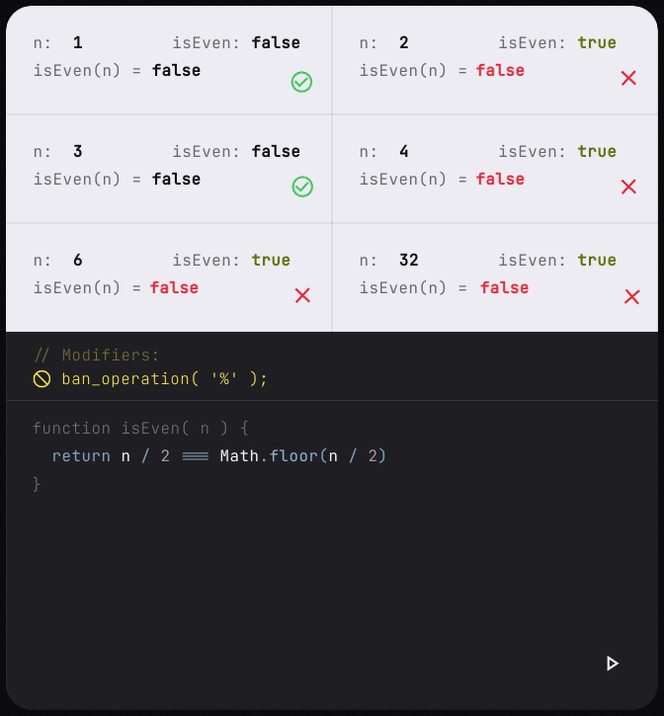 n: 1 isEven: false
isEven(n) = false
n: 2 isEven: true
isEven(n) = false
n: 3 isEven: false
isEven(n) = false
n: 4 isEven: true
isEven(n) = false
n: 6 isEven: true
isEven(n) = false
n: 32 isEven: true
isEven(n) = false
// Modifiers:
ban_operation( '%' );
function isEven( n ) {
return n / 2 === Math.floor(n / 2)
}